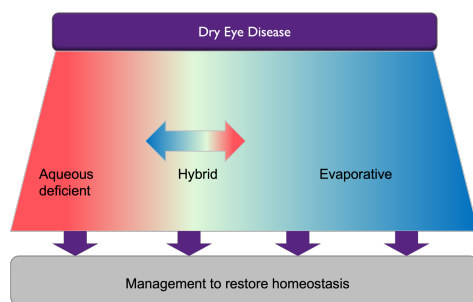 Dry Eye Disease
Aqueous
deficient
Hybrid
Evaporative
Management to restore homeostasis